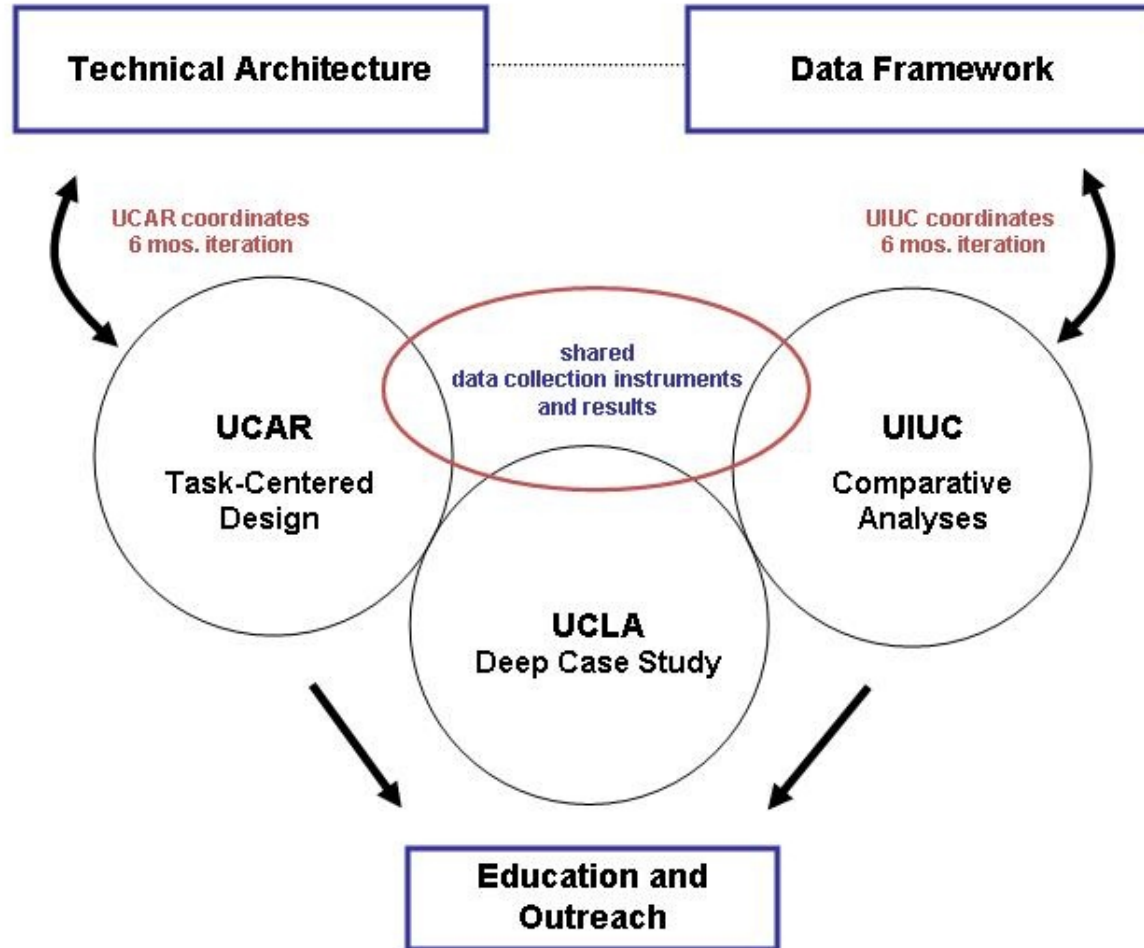 Technical Architecture
Data Framework
UCAR coordinates
6 mos. iteration
UIUC coordinates
6 mos. iteration
shared
data collection instruments
and results
UCAR
Task-Centered
Design
UIUC
Comparative
Analyses
UCLA
Deep Case Study
Education and
Outreach